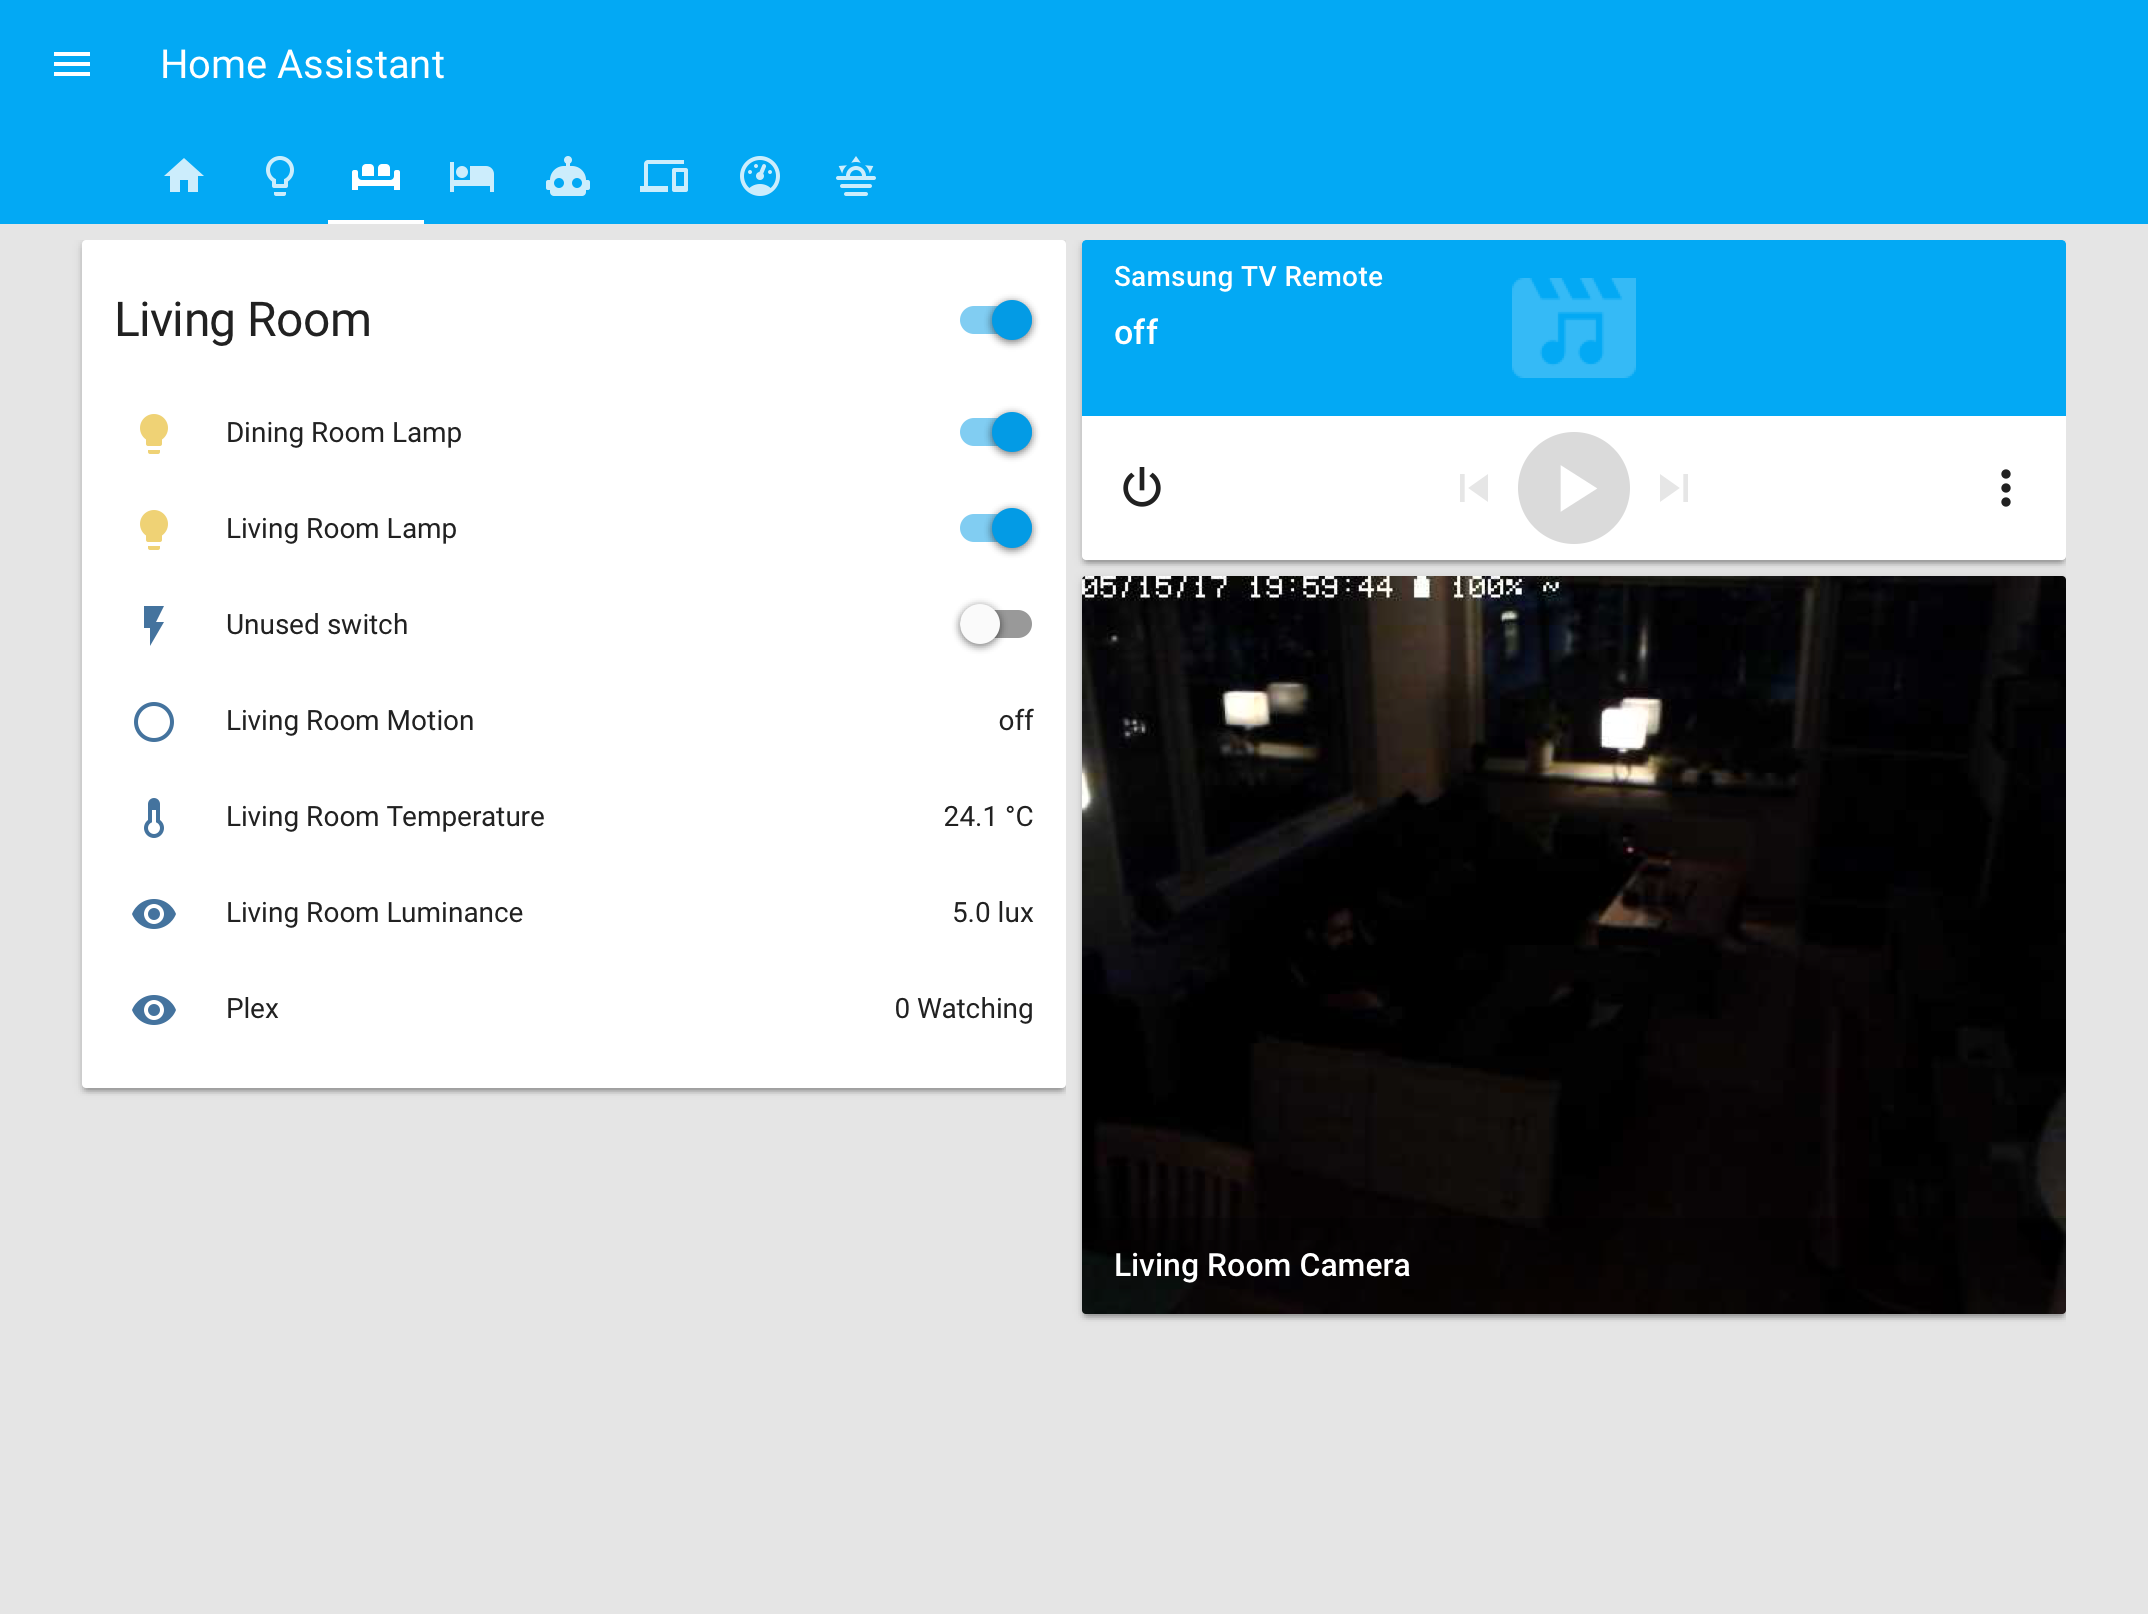 Home Assistant
Living Room
Dining Room Lamp
Living Room Lamp
Unused switch
Living Room Motion off
Living Room Temperature 24.1 °C
Living Room Luminance 5.0 lux
Plex 0 Watching
Samsung TV Remote
off
05/15/17 19:59:44 100% ~
Living Room Camera